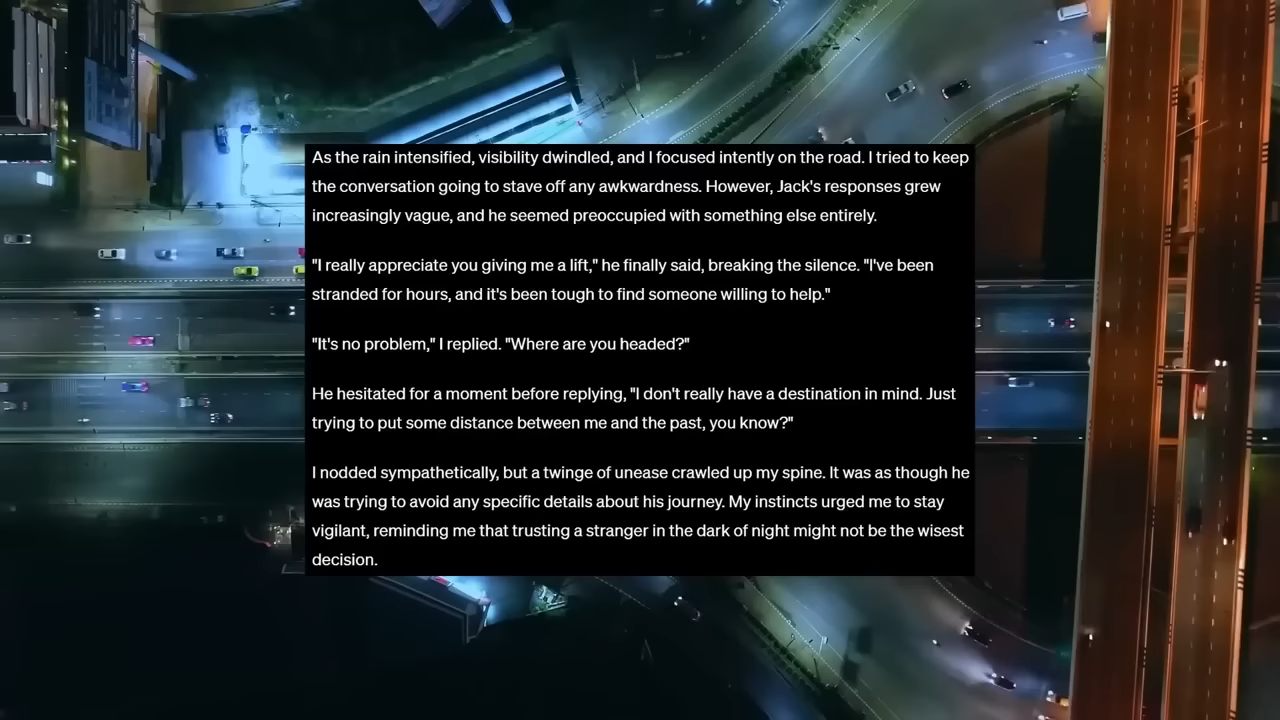 As the rain intensified, visibility dwindled, and I focused intently on the road. I tried to keep
the conversation going to stave off any awkwardness. However, Jack's responses grew
increasingly vague, and he seemed preoccupied with something else entirely.
"I really appreciate you giving me a lift," he finally said, breaking the silence. "I've been
stranded for hours, and it's been tough to find someone willing to help."
"It's no problem," I replied. "Where are you headed?"
He hesitated for a moment before replying, "I don't really have a destination in mind. Just
trying to put some distance between me and the past, you know?"
I nodded sympathetically, but a twinge of unease crawled up my spine. It was as though he
was trying to avoid any specific details about his journey. My instincts urged me to stay
vigilant, reminding me that trusting a stranger in the dark of night might not be the wisest
decision.